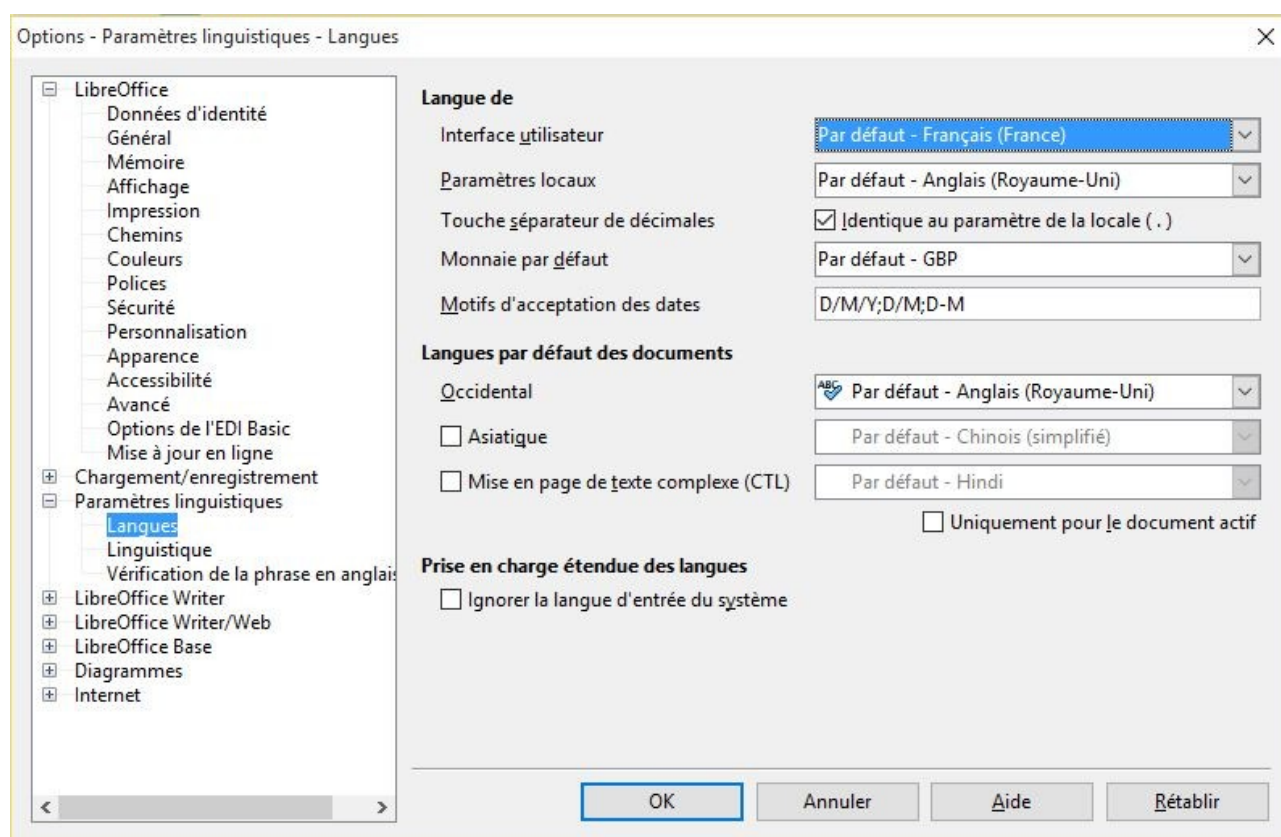 Options - Paramètres linguistiques - Langues
LibreOffice
Données d'identité
Général
Mémoire
Affichage
Impression
Chemins
Couleurs
Polices
Sécurité
Personnalisation
Apparence
Accessibilité
Avancé
Options de l'EDI Basic
Mise à jour en ligne
Chargement/enregistrement
Paramètres linguistiques
Langues
Linguistique
Vérification de la phrase en anglais
LibreOffice Writer
LibreOffice Writer/Web
LibreOffice Base
Diagrammes
Internet
Langue de
Interface utilisateur Par défaut - Français (France)
Paramètres locaux Par défaut - Anglais (Royaume-Uni)
Touche séparateur de décimales Identique au paramètre de la locale ( . )
Monnaie par défaut Par défaut - GBP
Motifs d'acceptation des dates D/M/Y;D/M;D-M
Langues par défaut des documents
Occidental ABC Par défaut - Anglais (Royaume-Uni)
Asiatique Par défaut - Chinois (simplifié)
Mise en page de texte complexe (CTL) Par défaut - Hindi
Uniquement pour le document actif
Prise en charge étendue des langues
Ignorer la langue d'entrée du système
OK Annuler Aide Rétablir